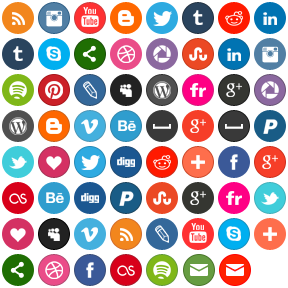 You
Tube B t in
t S in
W fr g+
W B v Bē g+ P
digg + f g+
Bē digg P g+ fr
v You
Tube S +
f